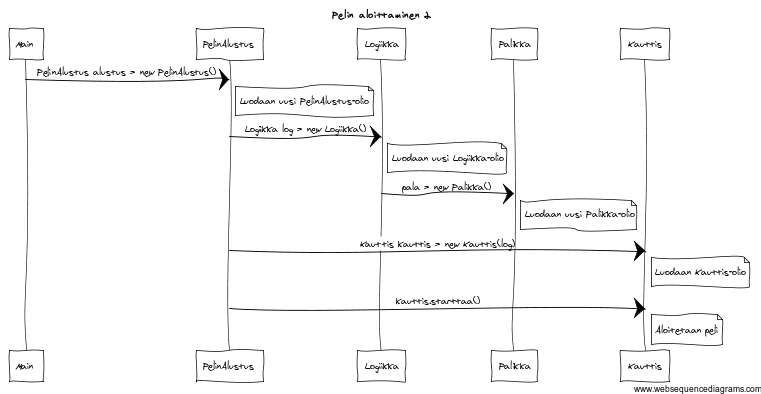 Pelin aloittaminen 2
Main PelinAlustus Logiikka Palikka Kauttis
PelinAlustus alustus = new PelinAlustus()
Luodaan uusi PelinAlustus-olio
Logiikka log = new Logiikka()
Luodaan uusi Logiikka-olio
pala = new Palikka()
Luodaan uusi Palikka-olio
Kauttis kauttis = new Kauttis(log)
Luodaan Kauttis-olio
Kauttis.starttaa()
Aloitetaan peli
Main PelinAlustus Logiikka Palikka Kauttis
www.websequencediagrams.com